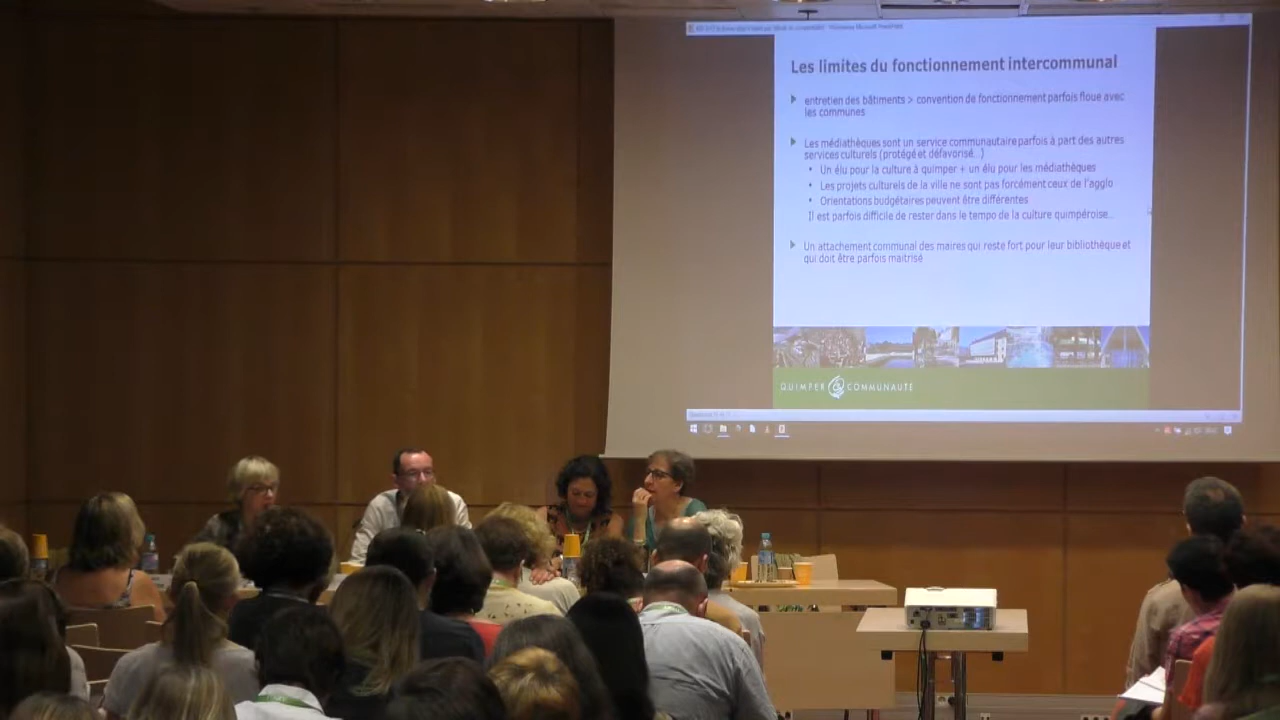 Les limites du fonctionnement intercommunal
entretien des bâtiments > convention de fonctionnement parfois floue avec
les communes
Les médiathèques sont un service communautaire parfois à part des autres
services culturels (protégé et défavorisé...)
• Un élu pour la culture à quimper + un élu pour les médiathèques
• Les projets culturels de la ville ne sont pas forcément ceux de l'agglo
• Orientations budgétaires peuvent être différentes
Il est parfois difficile de rester dans le tempo de la culture quimpéroise...
Un attachement communal des maires qui reste fort pour leur bibliothèque et
qui doit être parfois maitrisé
QUIMPER COMMUNAUTÉ